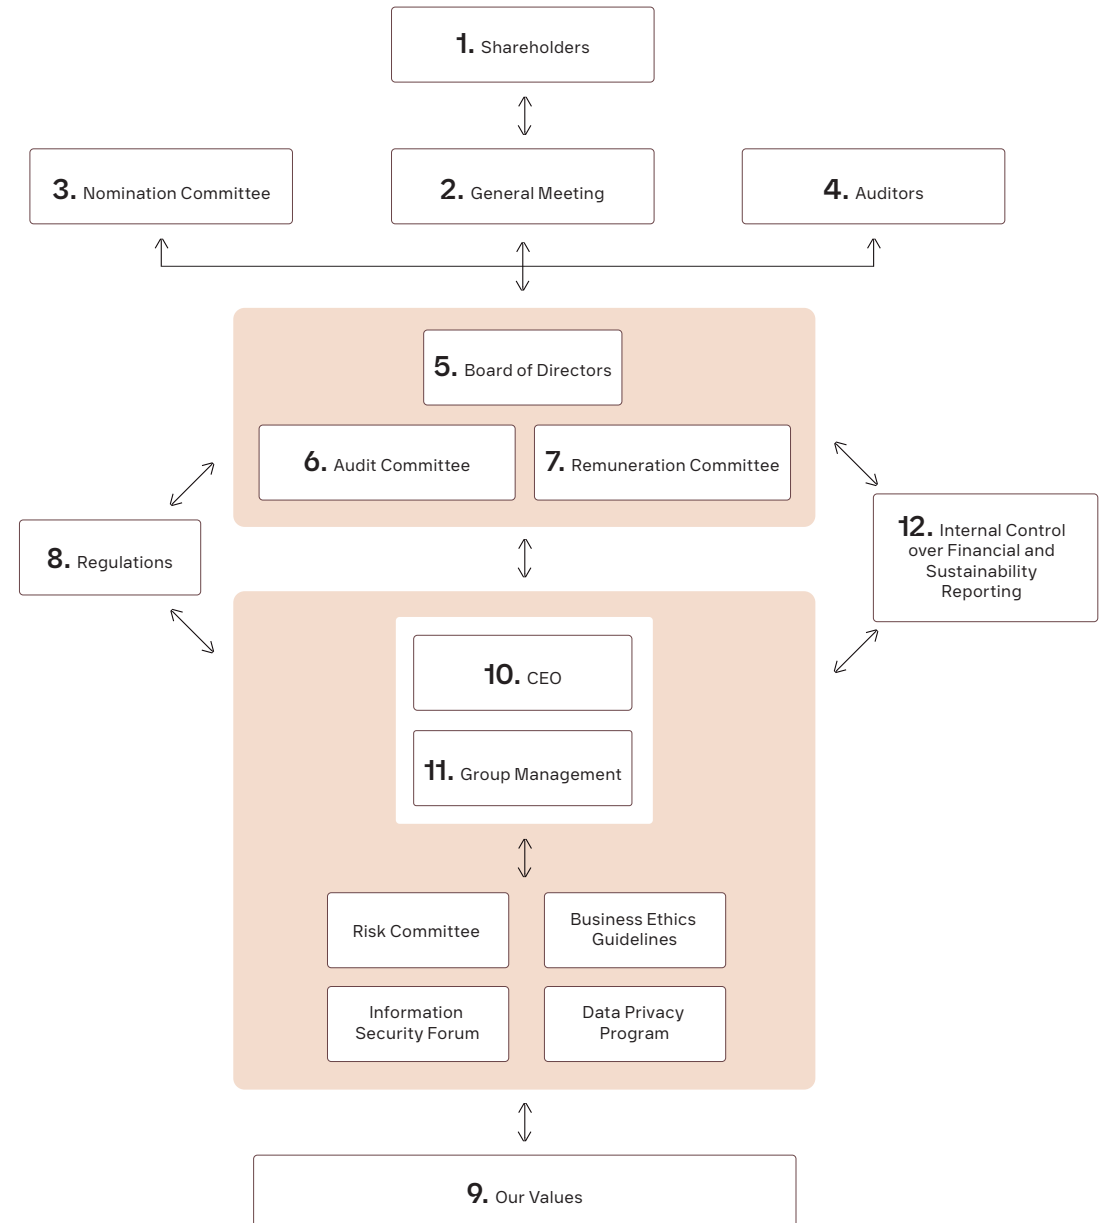 1. Shareholders
3. Nomination Committee
2. General Meeting
4. Auditors
5. Board of Directors
6. Audit Committee
7. Remuneration Committee
8. Regulations
12. Internal Control
over Financial and
Sustainability
Reporting
10. CEO
11. Group Management
Risk Committee
Business Ethics
Guidelines
Information
Security Forum
Data Privacy
Program
9. Our Values